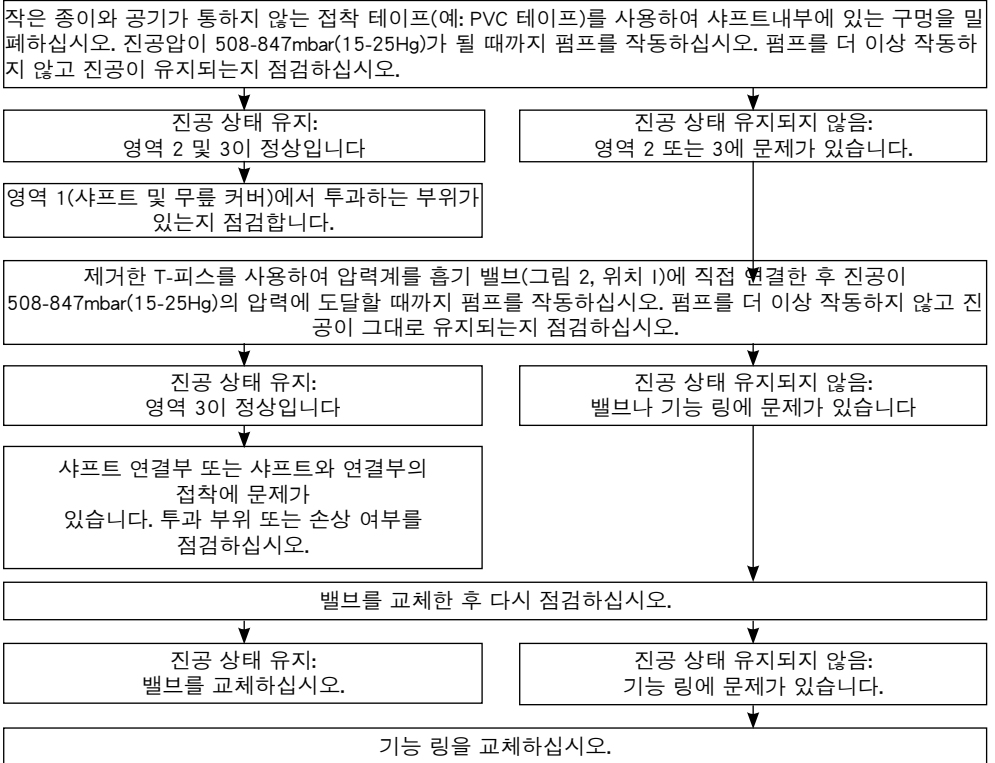 작은 종이와 공기가 통하지 않는 접착 테이프(예: PVC 테이프)를 사용하여 샤프트내부에 있는 구멍을 밀
폐하십시오. 진공압이 508-847mbar(15-25Hg)가 될 때까지 펌프를 작동하십시오. 펌프를 더 이상 작동하
지 않고 진공이 유지되는지 점검하십시오.
진공 상태 유지:
영역 2 및 3이 정상입니다
진공 상태 유지되지 않음:
영역 2 또는 3에 문제가 있습니다.
영역 1(샤프트 및 무릎 커버)에서 투과하는 부위가
있는지 점검합니다.
제거한 T-피스를 사용하여 압력계를 흡기 밸브(그림 2, 위치 I)에 직접 연결한 후 진공이
508-847mbar(15-25Hg)의 압력에 도달할 때까지 펌프를 작동하십시오. 펌프를 더 이상 작동하지 않고 진
공이 그대로 유지되는지 점검하십시오.
진공 상태 유지:
영역 3이 정상입니다
진공 상태 유지되지 않음:
밸브나 기능 링에 문제가 있습니다
샤프트 연결부 또는 샤프트와 연결부의
접착에 문제가
있습니다. 투과 부위 또는 손상 여부를
점검하십시오.
밸브를 교체한 후 다시 점검하십시오.
진공 상태 유지:
밸브를 교체하십시오.
진공 상태 유지되지 않음:
기능 링에 문제가 있습니다.
기능 링을 교체하십시오.